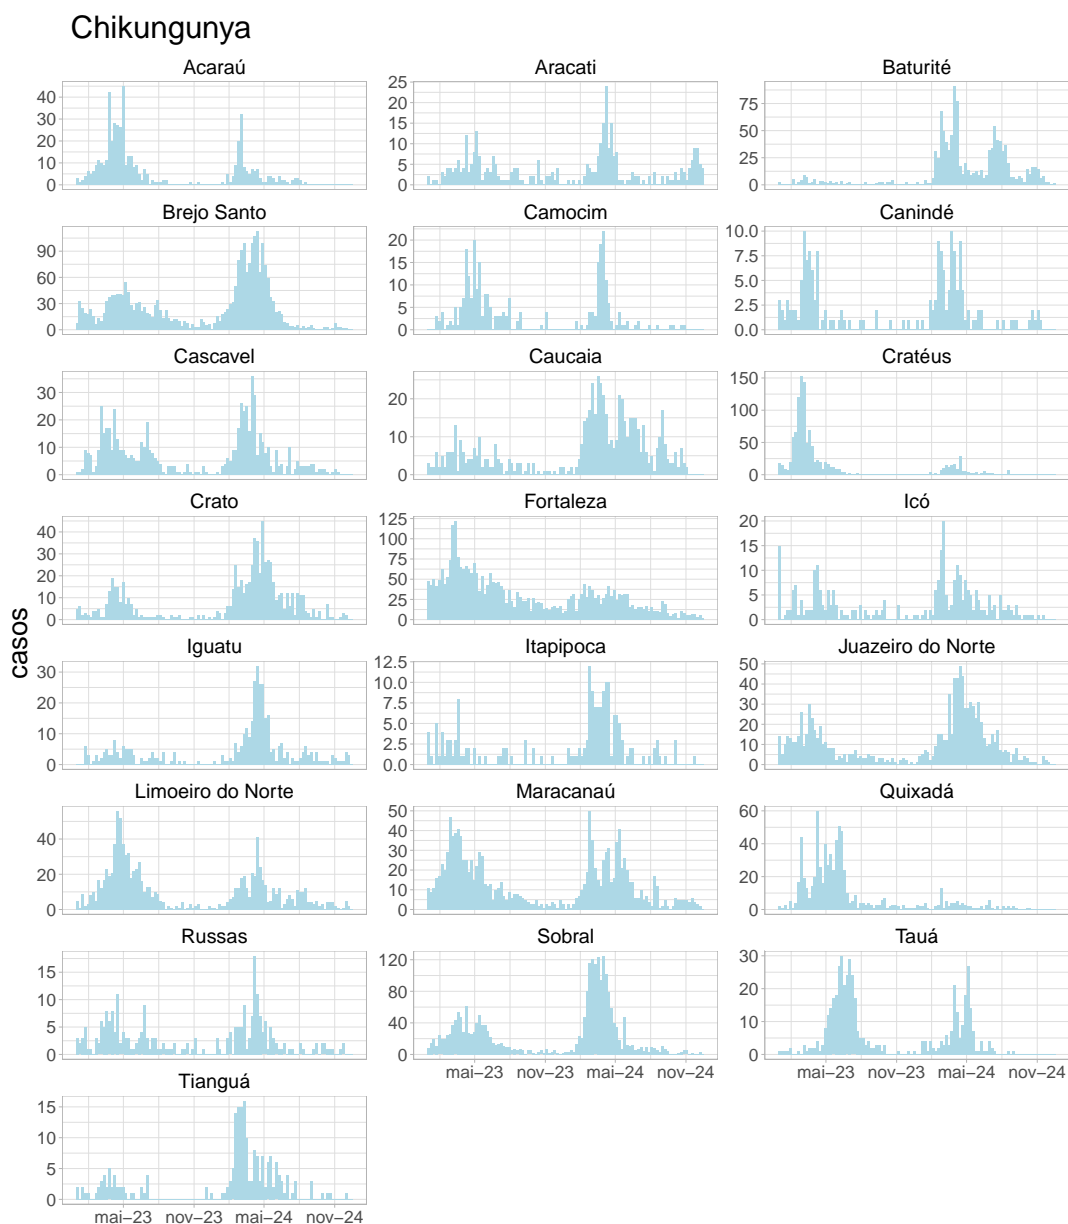 Chikungunya
Acaraú Aracati Baturité
40 30 20 10 0
25 20 15 10 5 0
75 50 25 0
Brejo Santo Camocim Canindé
90 60 30 0
20 15 10 5 0
10.0 7.5 5.0 2.5 0.0
Cascavel Caucaia Cratéus
30 20 10 0
20 10 0
150 100 50 0
Crato Fortaleza Icó
40 30 20 10 0
125 100 75 50 25 0
20 15 10 5 0
casos
Iguatu Itapipoca Juazeiro do Norte
30 20 10 0
12.5 10.0 7.5 5.0 2.5 0.0
50 40 30 20 10 0
Limoeiro do Norte Maracanaú Quixadá
40 20 0
50 40 30 20 10 0
60 40 20 0
Russas Sobral Tauá
15 10 5 0
120 80 40 0
30 20 10 0
mai−23 nov−23 mai−24 nov−24 mai−23 nov−23 mai−24 nov−24
Tianguá
15 10 5 0
mai−23 nov−23 mai−24 nov−24